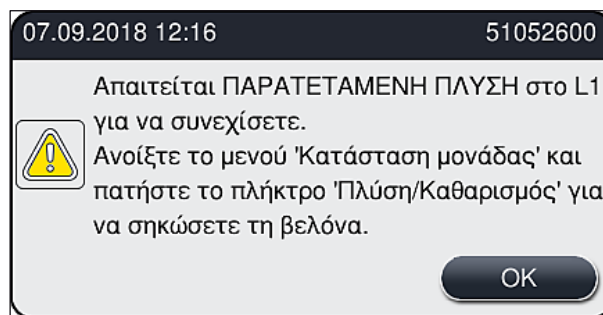 07.09.2018 12:16 51052600
Απαιτείται ΠΑΡΑΤΕΤΑΜΕΝΗ ΠΛΥΣΗ στο L1
για να συνεχίσετε.
Ανοίξτε το μενού 'Κατάσταση μονάδας' και
πατήστε το πλήκτρο 'Πλύση/Καθαρισμός' για
να σηκώσετε τη βελόνα.
OK